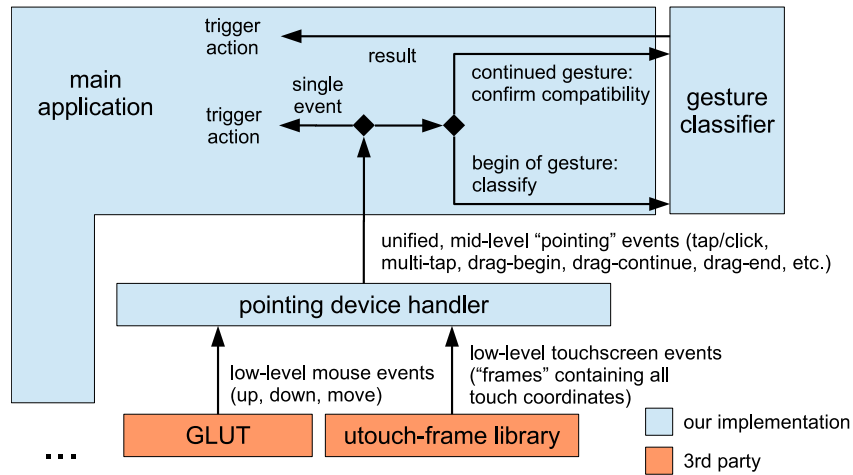 trigger
action
result
main
application
single
event
continued gesture:
confirm compatibility
gesture
classifier
trigger
action
begin of gesture:
classify
unified, mid-level “pointing” events (tap/click,
multi-tap, drag-begin, drag-continue, drag-end, etc.)
pointing device handler
low-level mouse events
(up, down, move)
low-level touchscreen events
(“frames” containing all
touch coordinates)
...
GLUT
utouch-frame library
our implementation
3rd party